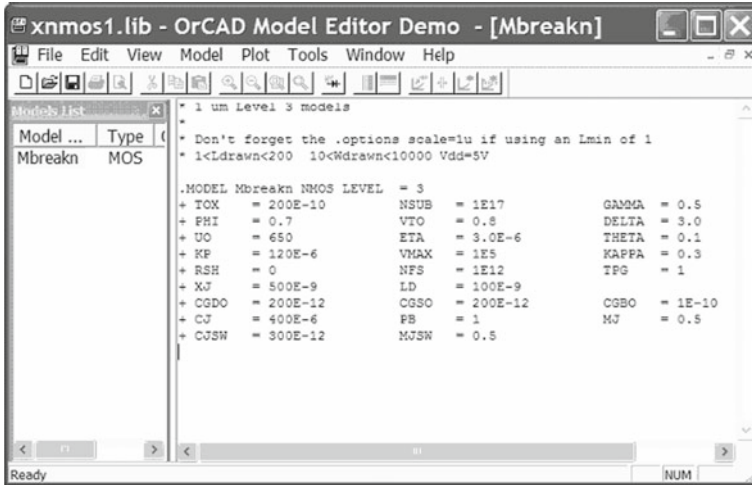 xnmos1.lib - OrCAD Model Editor Demo - [Mbreakn]
File Edit View Model Plot Tools Window Help
Models List
Model ... Type
Mbreakn MOS
* 1 um Level 3 models
*
* Don't forget the .options scale=1u if using an Lmin of 1
* 1<Ldrawn<200 10<Wdrawn<10000 Vdd=5V
.MODEL Mbreakn NMOS LEVEL = 3
+ TOX = 200E-10 NSUB = 1E17 GAMMA = 0.5
+ PHI = 0.7 VTO = 0.8 DELTA = 3.0
+ UO = 650 ETA = 3.0E-6 THETA = 0.1
+ KP = 120E-6 VMAX = 1E5 KAPPA = 0.3
+ RSH = 0 NFS = 1E12 TPG = 1
+ XJ = 500E-9 LD = 100E-9
+ CGDO = 200E-12 CGSO = 200E-12 CGBO = 1E-10
+ CJ = 400E-6 PB = 1 MJ = 0.5
+ CJSW = 300E-12 MJSW = 0.5
Ready NUM